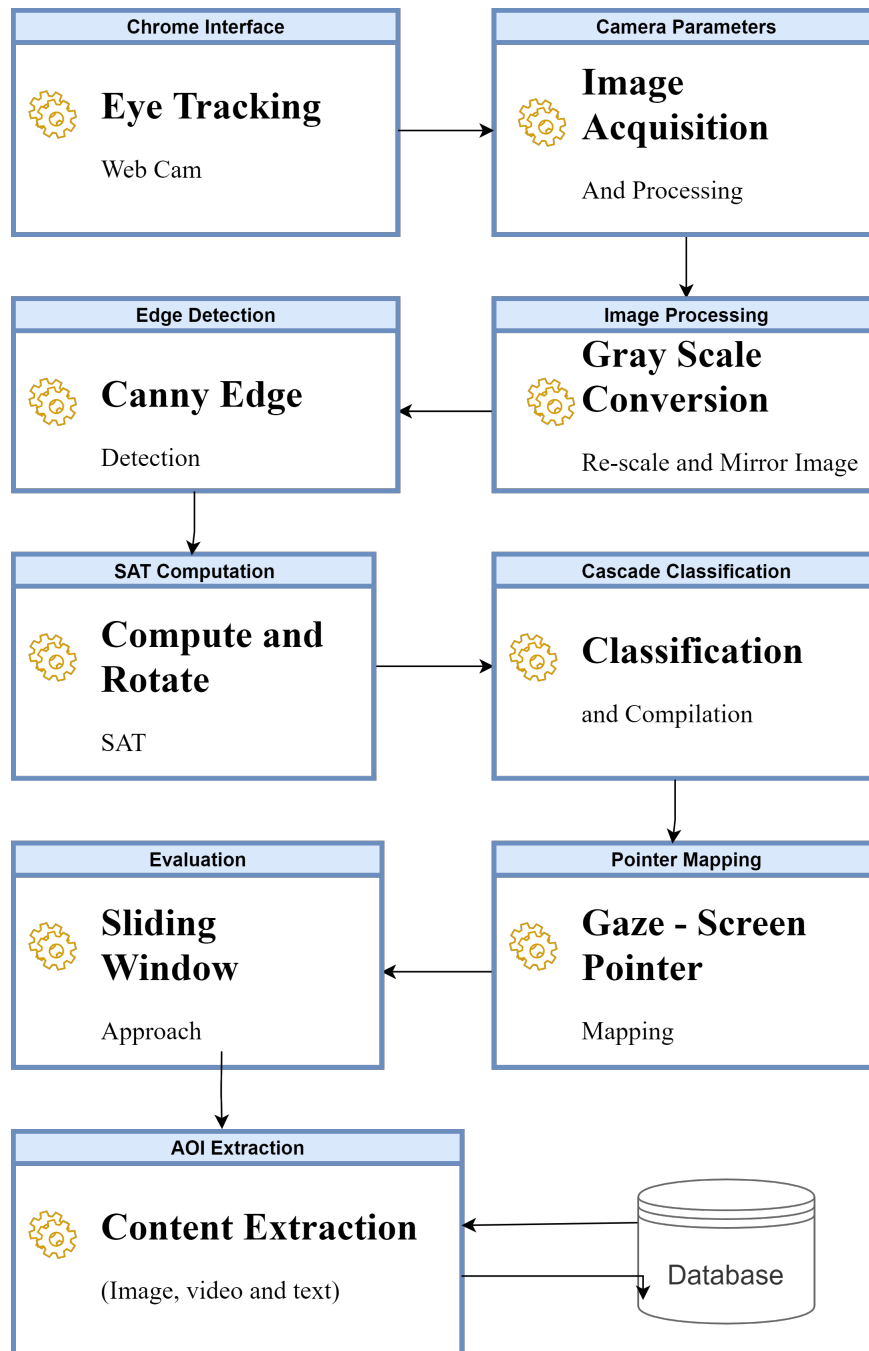 Chrome Interface
Eye Tracking
Web Cam
Camera Parameters
Image
Acquisition
And Processing
Image Processing
Gray Scale
Conversion
Re-scale and Mirror Image
Edge Detection
Canny Edge
Detection
SAT Computation
Compute and
Rotate
SAT
Cascade Classification
Classification
and Compilation
Pointer Mapping
Gaze - Screen
Pointer
Mapping
Evaluation
Sliding
Window
Approach
AOI Extraction
Content Extraction
(Image, video and text)
Database